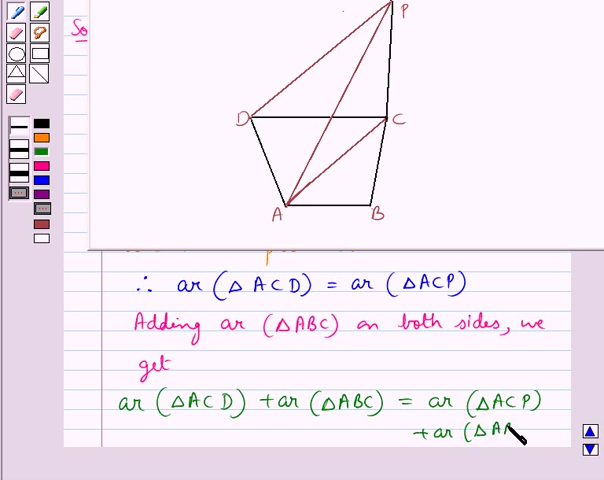 So
P
D
C
A
B
∴ ar (△ ACD) = ar (△ACP)
Adding ar (△ABC) on both sides, we
get
ar (△ACD) + ar (△ABC) = ar (△ACP)
+ ar (△A